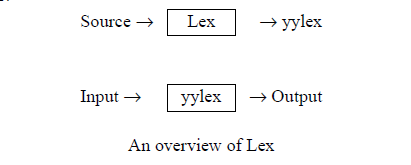 Source → Lex → yylex
Input → yylex → Output
An overview of Lex